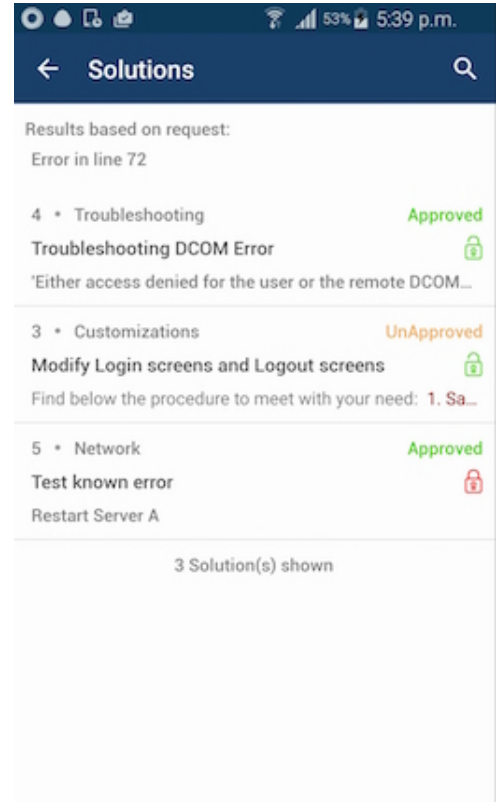 53% 5:39 p.m.
Solutions
Results based on request:
Error in line 72
4 • Troubleshooting Approved
Troubleshooting DCOM Error
'Either access denied for the user or the remote DCOM...
3 • Customizations UnApproved
Modify Login screens and Logout screens
Find below the procedure to meet with your need: 1. Sa...
5 • Network Approved
Test known error
Restart Server A
3 Solution(s) shown